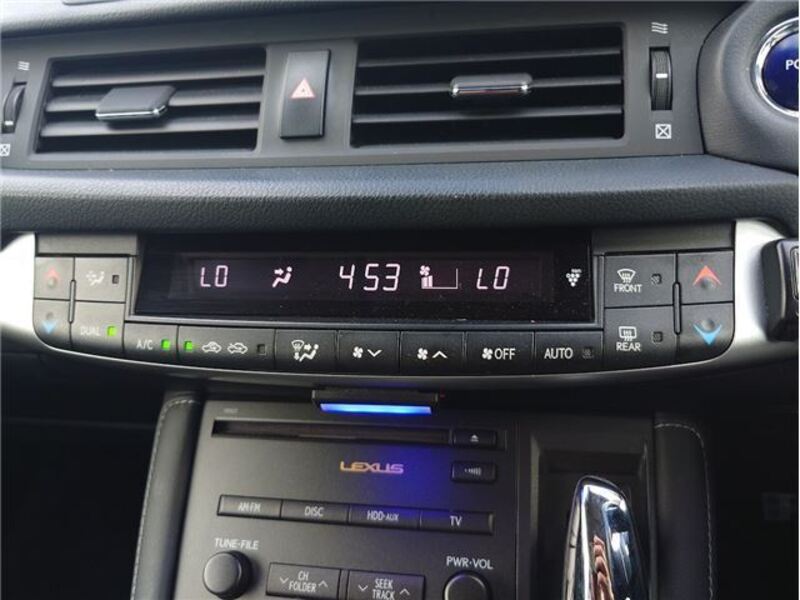 PO
LO 453 LO
FRONT
DUAL A/C OFF AUTO REAR
LEXUS
AM·FM DISC HDD·AUX TV
TUNE·FILE PWR·VOL
CH FOLDER SEEK TRACK